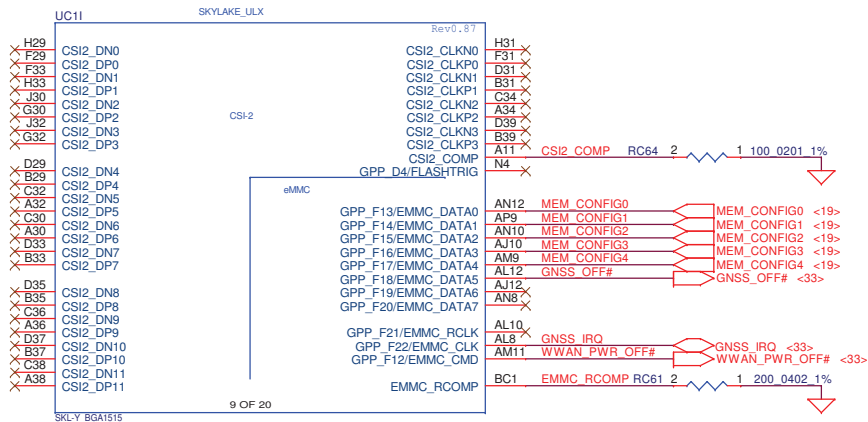 UC1I SKYLAKE_ULX
Rev0.87
H29 CSI2_DN0 CSI2_CLKN0 H31
F29 CSI2_DP0 CSI2_CLKP0 F31
F33 CSI2_DN1 CSI2_CLKN1 D31
H33 CSI2_DP1 CSI2_CLKP1 B31
J30 CSI2_DN2 CSI2_CLKN2 C34
G30 CSI2_DP2 CSI-2 CSI2_CLKP2 A34
J32 CSI2_DN3 CSI2_CLKN3 D39
G32 CSI2_DP3 CSI2_CLKP3 B39
CSI2_COMP A11 CSI2_COMP RC64 2 1 100_0201_1%
D29 CSI2_DN4 GPP_D4/FLASHTRIG N4
B29 CSI2_DP4 eMMC
C32 CSI2_DN5
A32 CSI2_DP5 GPP_F13/EMMC_DATA0 AN12 MEM_CONFIG0 MEM_CONFIG0 <19>
C30 CSI2_DN6 GPP_F14/EMMC_DATA1 AP9 MEM_CONFIG1 MEM_CONFIG1 <19>
A30 CSI2_DP6 GPP_F15/EMMC_DATA2 AN10 MEM_CONFIG2 MEM_CONFIG2 <19>
D33 CSI2_DN7 GPP_F16/EMMC_DATA3 AJ10 MEM_CONFIG3 MEM_CONFIG3 <19>
B33 CSI2_DP7 GPP_F17/EMMC_DATA4 AM9 MEM_CONFIG4 MEM_CONFIG4 <19>
GPP_F18/EMMC_DATA5 AL12 GNSS_OFF# GNSS_OFF# <33>
D35 CSI2_DN8 GPP_F19/EMMC_DATA6 AJ12
B35 CSI2_DP8 GPP_F20/EMMC_DATA7 AN8
C36 CSI2_DN9
A36 CSI2_DP9 GPP_F21/EMMC_RCLK AL10
D37 CSI2_DN10 GPP_F22/EMMC_CLK AL8 GNSS_IRQ GNSS_IRQ <33>
B37 CSI2_DP10 GPP_F12/EMMC_CMD AM11 WWAN_PWR_OFF# WWAN_PWR_OFF# <33>
C38 CSI2_DN11
A38 CSI2_DP11 EMMC_RCOMP BC1 EMMC_RCOMP RC61 2 1 200_0402_1%
9 OF 20
SKL-Y_BGA1515